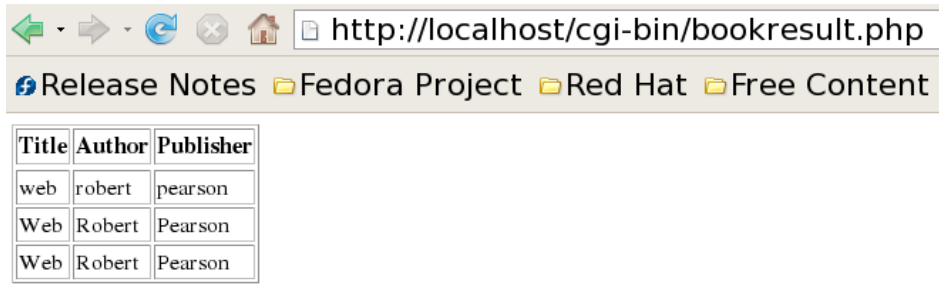 http://localhost/cgi-bin/bookresult.php
Release Notes Fedora Project Red Hat Free Content
Title Author Publisher
web robert pearson
Web Robert Pearson
Web Robert Pearson